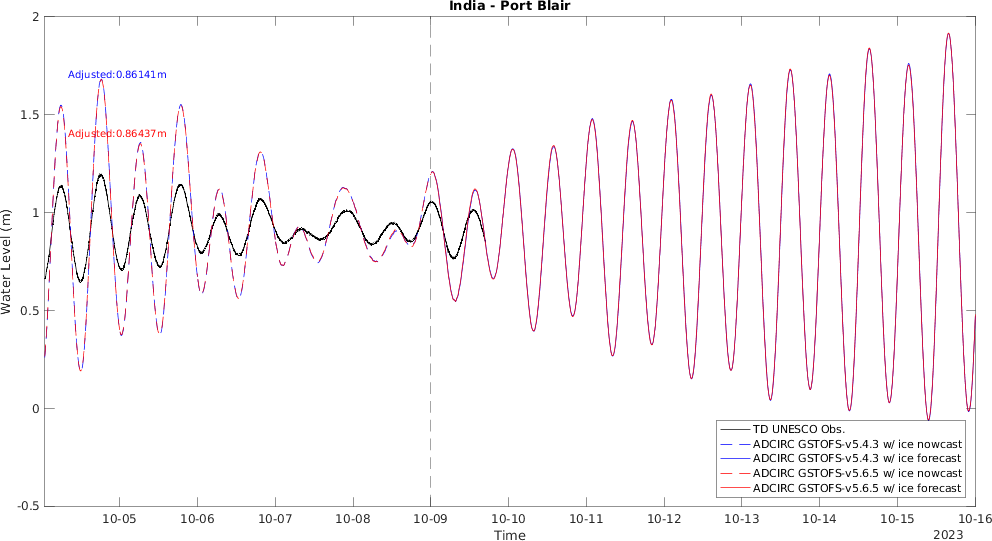 India - Port Blair
2
1.5
1
0.5
0
-0.5
Water Level (m)
Adjusted:0.86141m
Adjusted:0.86437m
TD UNESCO Obs.
ADCIRC GSTOFS-v5.4.3 w/ ice nowcast
ADCIRC GSTOFS-v5.4.3 w/ ice forecast
ADCIRC GSTOFS-v5.6.5 w/ ice nowcast
ADCIRC GSTOFS-v5.6.5 w/ ice forecast
10-05 10-06 10-07 10-08 10-09 10-10 10-11 10-12 10-13 10-14 10-15 10-16
Time 2023